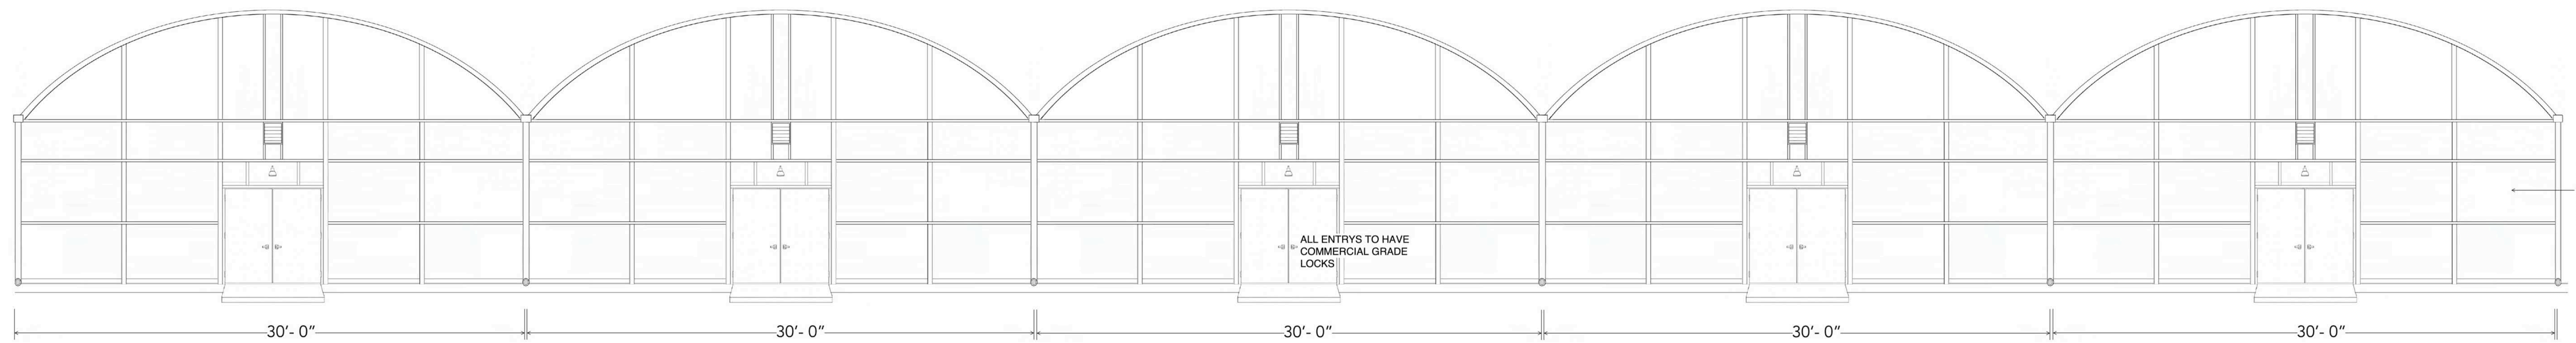 ALL ENTRYS TO HAVE
COMMERCIAL GRADE
LOCKS
30'- 0"
30'- 0"
30'- 0"
30'- 0"
30'- 0"